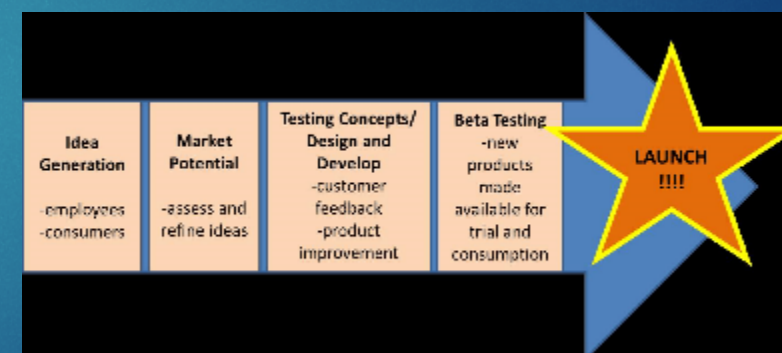 Idea
Generation
-employees
-consumers
Market
Potential
-assess and
refine ideas
Testing Concepts/
Design and
Develop
-customer
feedback
-product
improvement
Beta Testing
-new
products
made
available for
trial and
consumption
LAUNCH
!!!!